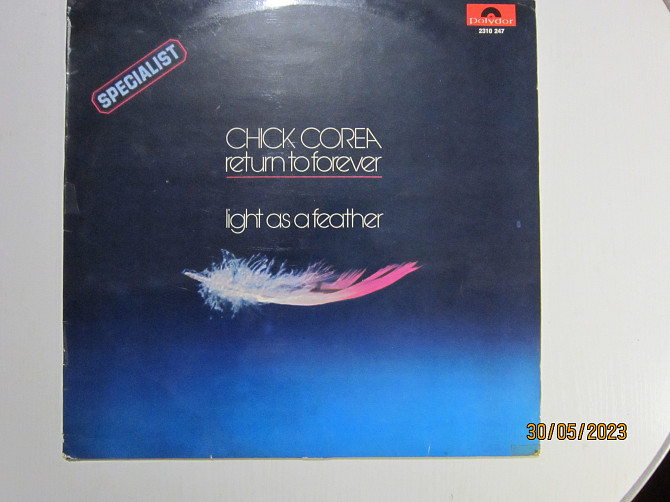 polydor
2310 247
SPECIALIST
CHICK COREA
return to forever
light as a feather
30/05/2023